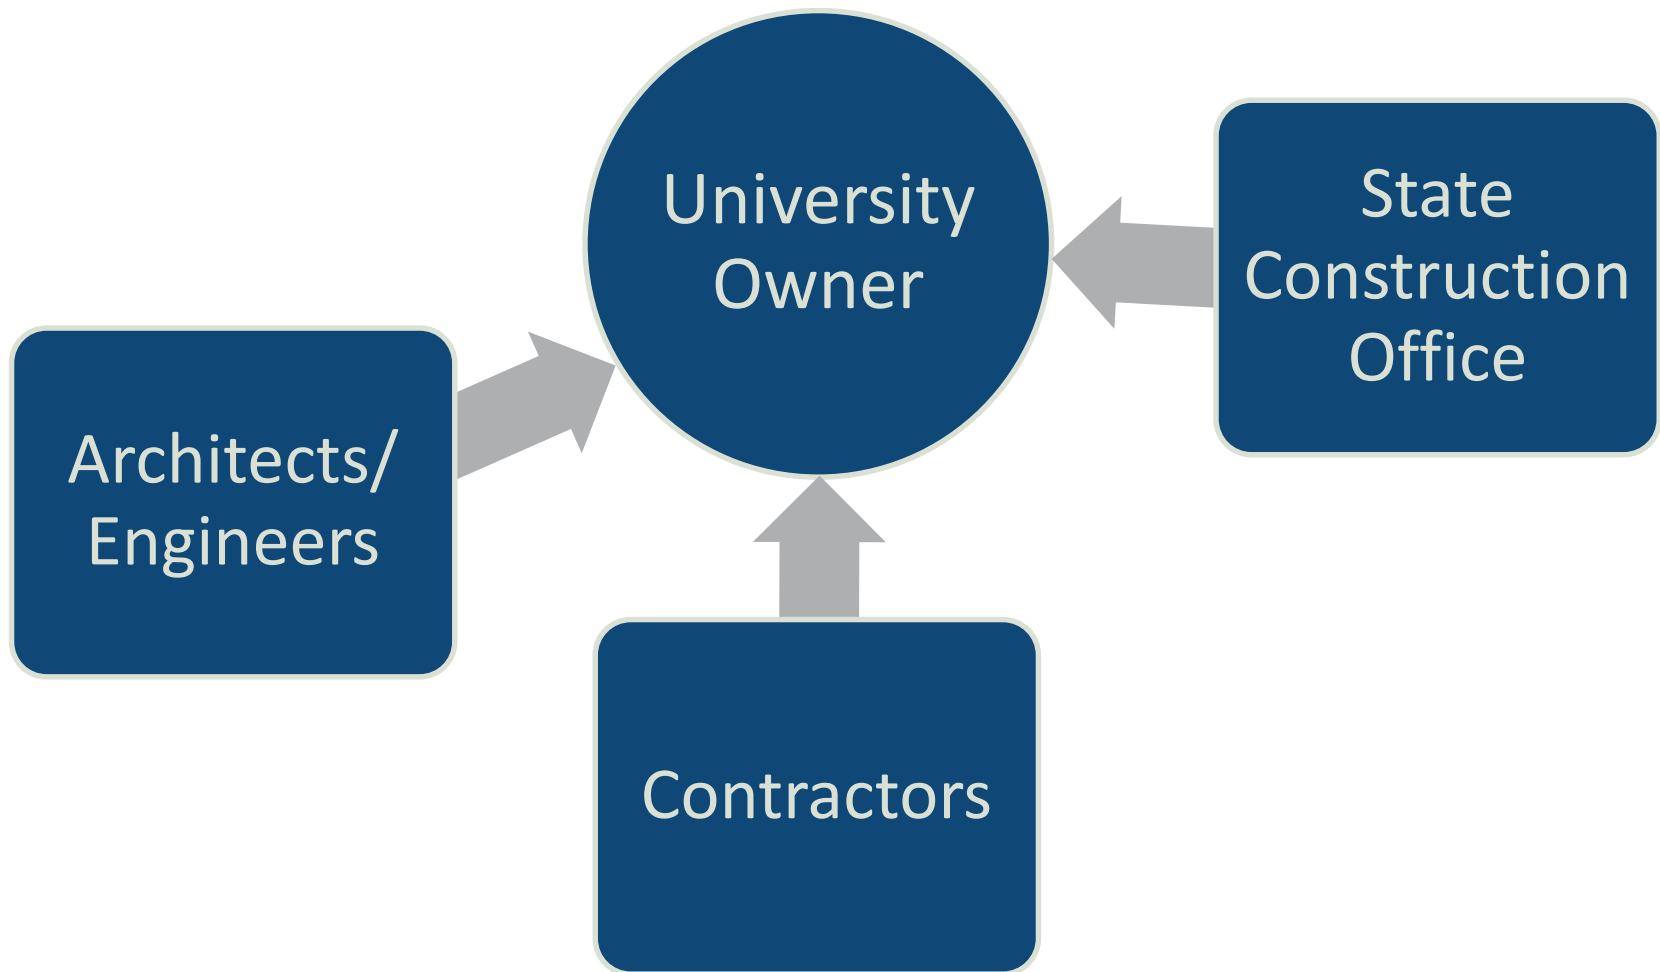 University
Owner
State
Construction
Office
Architects/
Engineers
Contractors